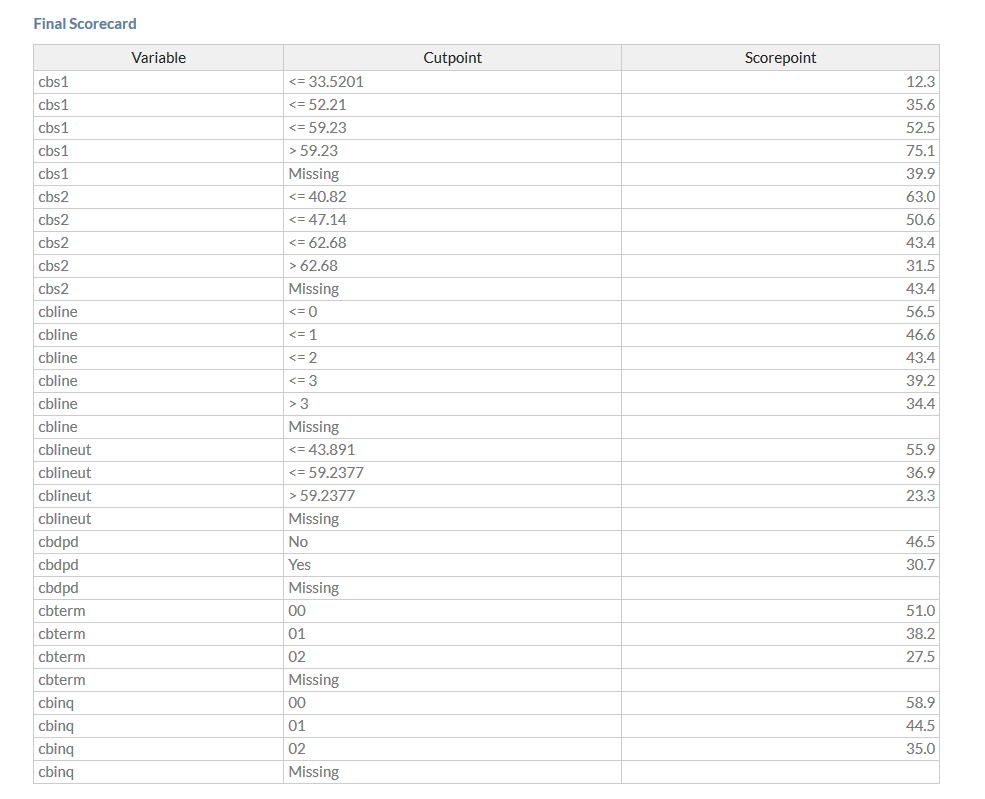 Final Scorecard
Variable Cutpoint Scorepoint
cbs1 <= 33.5201 12.3
cbs1 <= 52.21 35.6
cbs1 <= 59.23 52.5
cbs1 > 59.23 75.1
cbs1 Missing 39.9
cbs2 <= 40.82 63.0
cbs2 <= 47.14 50.6
cbs2 <= 62.68 43.4
cbs2 > 62.68 31.5
cbs2 Missing 43.4
cbline <= 0 56.5
cbline <= 1 46.6
cbline <= 2 43.4
cbline <= 3 39.2
cbline > 3 34.4
cbline Missing
cblineut <= 43.891 55.9
cblineut <= 59.2377 36.9
cblineut > 59.2377 23.3
cblineut Missing
cbdpd No 46.5
cbdpd Yes 30.7
cbdpd Missing
cbterm 00 51.0
cbterm 01 38.2
cbterm 02 27.5
cbterm Missing
cbinq 00 58.9
cbinq 01 44.5
cbinq 02 35.0
cbinq Missing